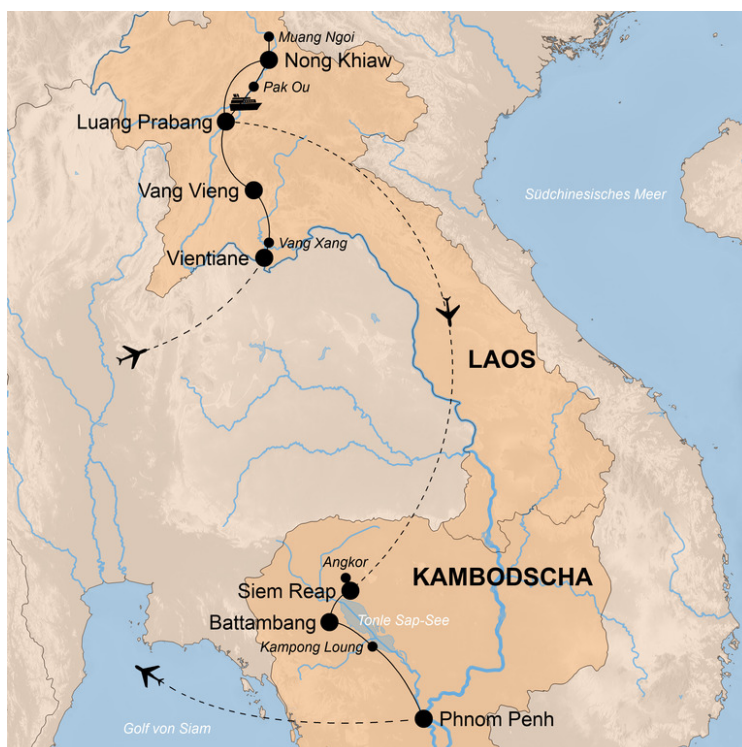 Muang Ngoi
Nong Khiaw
Pak Ou
Luang Prabang
Vang Vieng
Südchinesisches Meer
Vang Xang
Vientiane
LAOS
Angkor
KAMBODSCHA
Siem Reap
Battambang
Tonle Sap-See
Kampong Loung
Phnom Penh
Golf von Siam